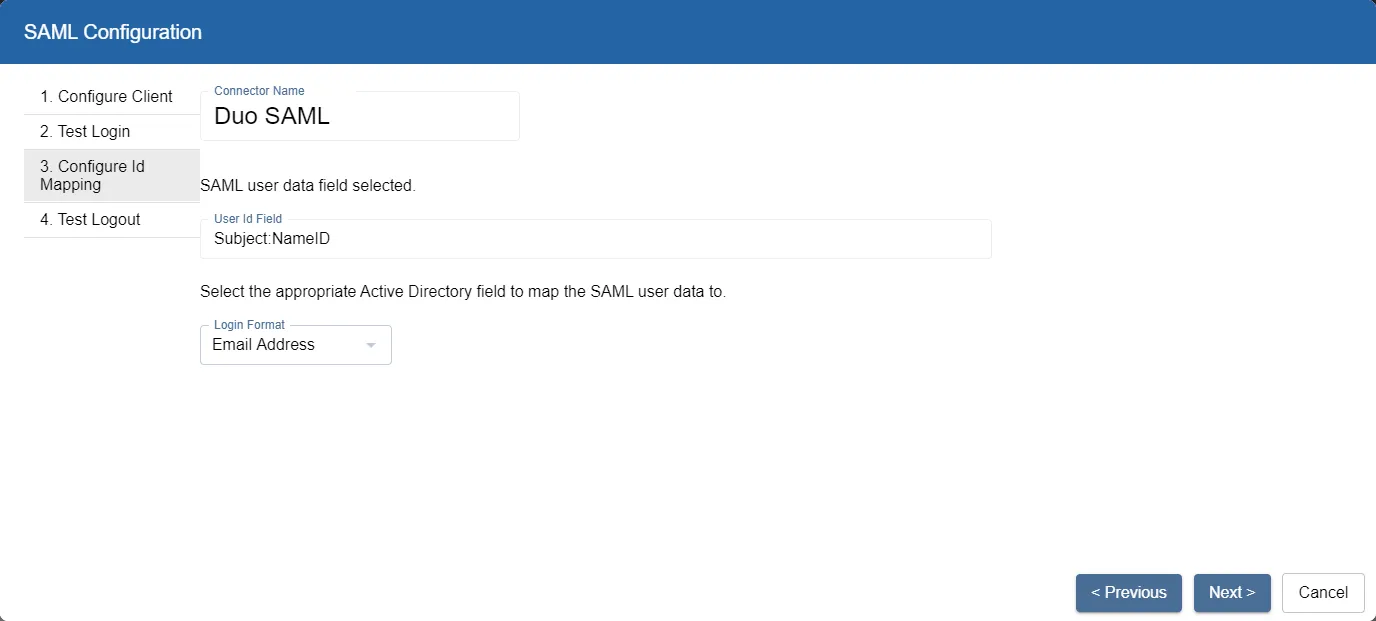 SAML Configuration
1. Configure Client
2. Test Login
3. Configure Id
Mapping
4. Test Logout
Connector Name
Duo SAML
SAML user data field selected.
User Id Field
Subject:NameID
Select the appropriate Active Directory field to map the SAML user data to.
Login Format
Email Address
< Previous
Next >
Cancel